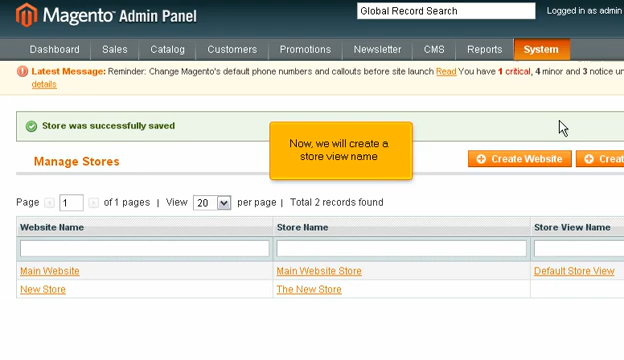 Magento Admin Panel
Global Record Search
Logged in as admin
Dashboard Sales Catalog Customers Promotions Newsletter CMS Reports System
Latest Message: Reminder: Change Magento's default phone numbers and callouts before site launch Read You have 1 critical, 4 minor and 3 notice un
details
Store was successfully saved
Now, we will create a
store view name
Manage Stores
Create Website
Creat
Page 1 of 1 pages | View 20 per page | Total 2 records found
Website Name Store Name Store View Name
Main Website Main Website Store Default Store View
New Store The New Store